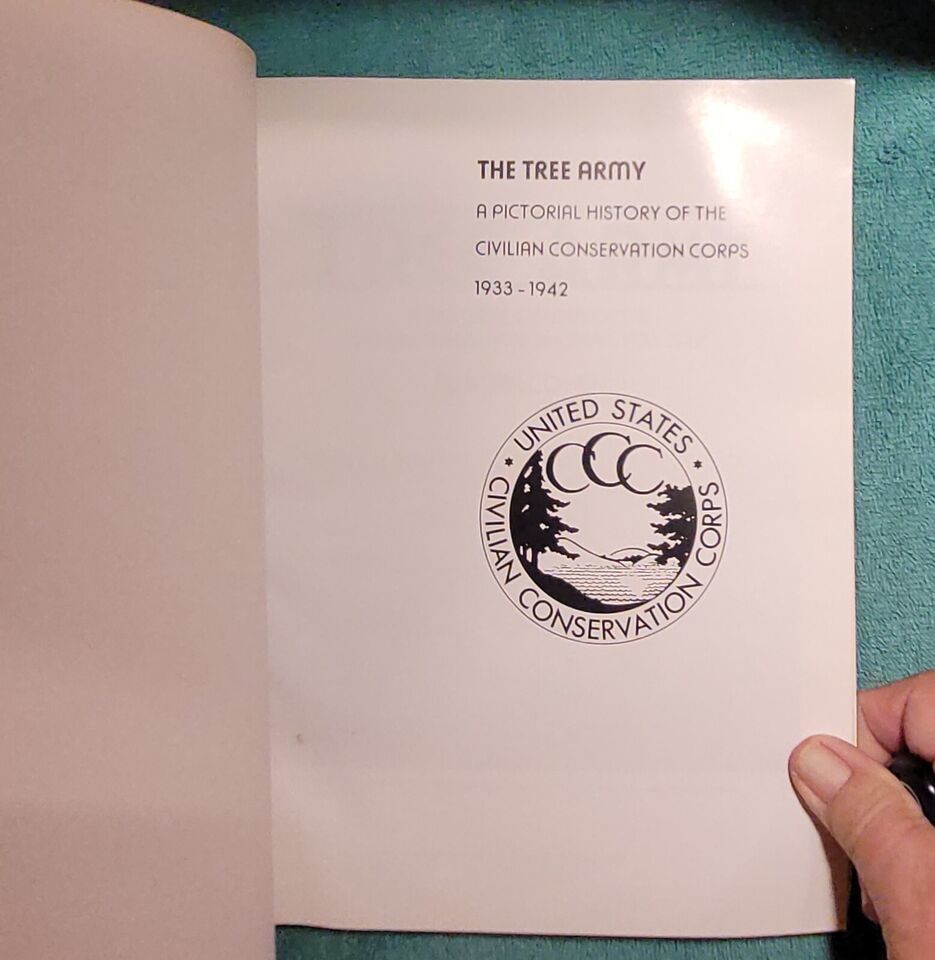 THE TREE ARMY
A PICTORIAL HISTORY OF THE
CIVILIAN CONSERVATION CORPS
1933 - 1942
UNITED STATES
CCC
CIVILIAN CONSERVATION CORPS